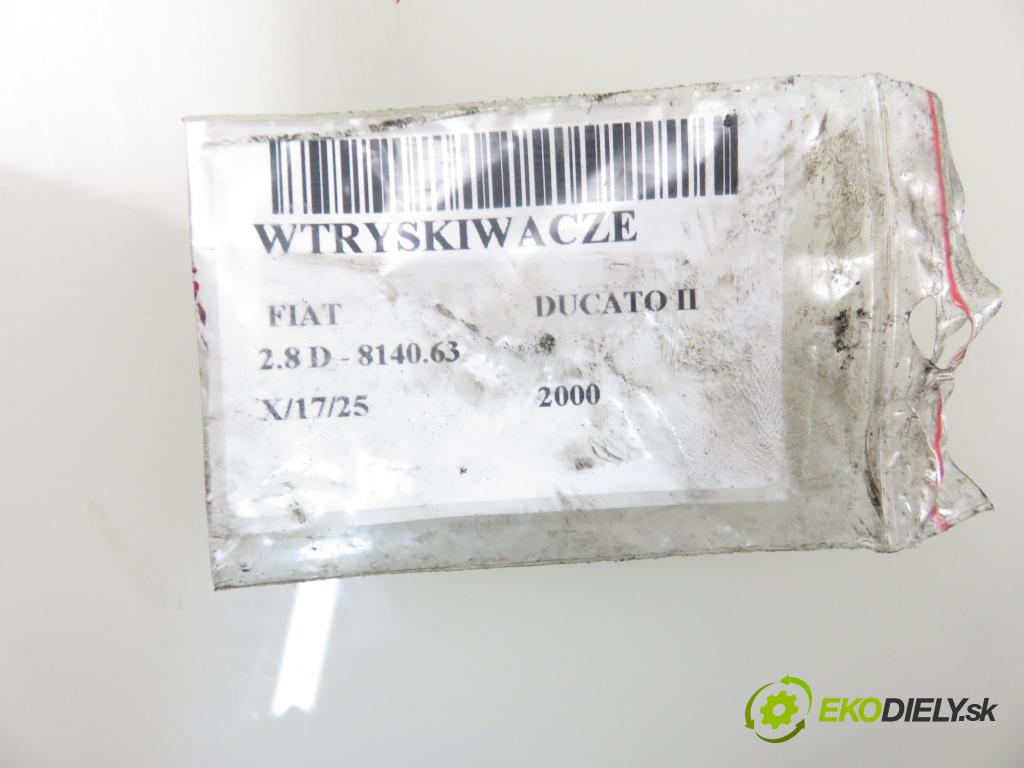 WTRYSKIWACZE
FIAT DUCATO II
2.8 D - 8140.63
X/17/25 2000
EKODIELY.sk